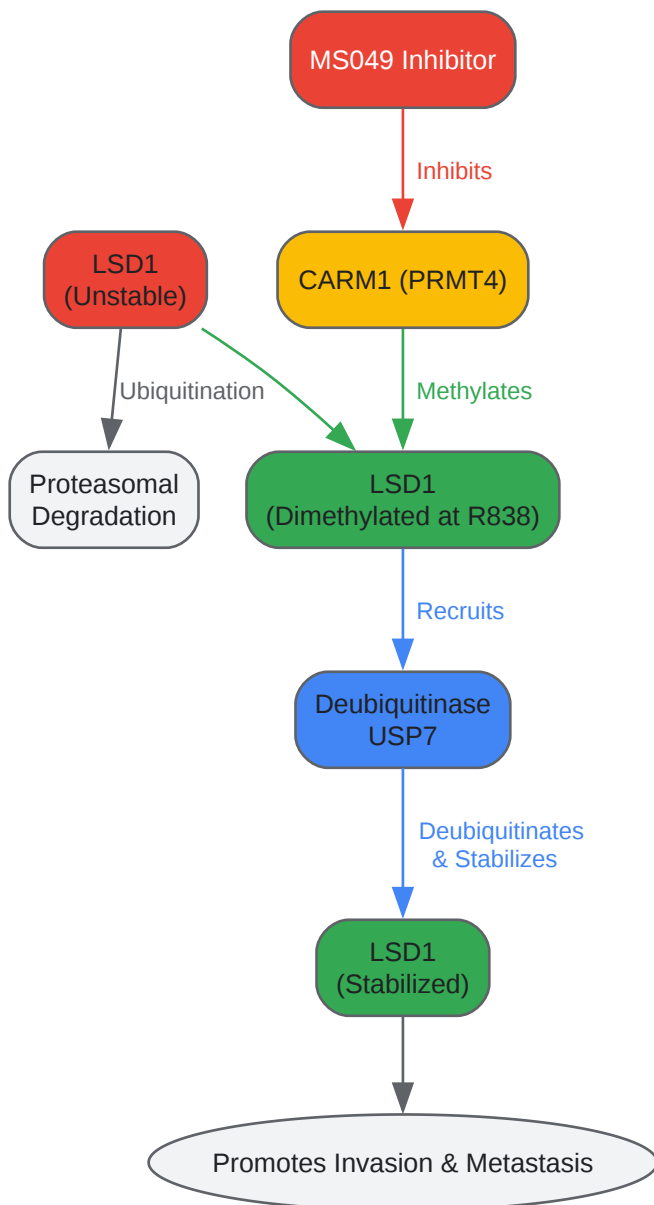 MS049 Inhibitor
Inhibits
LSD1
(Unstable)
CARM1 (PRMT4)
Ubiquitination
Methylates
Proteasomal
Degradation
LSD1
(Dimethylated at R838)
Recruits
Deubiquitinase
USP7
Deubiquitinates
& Stabilizes
LSD1
(Stabilized)
Promotes Invasion & Metastasis